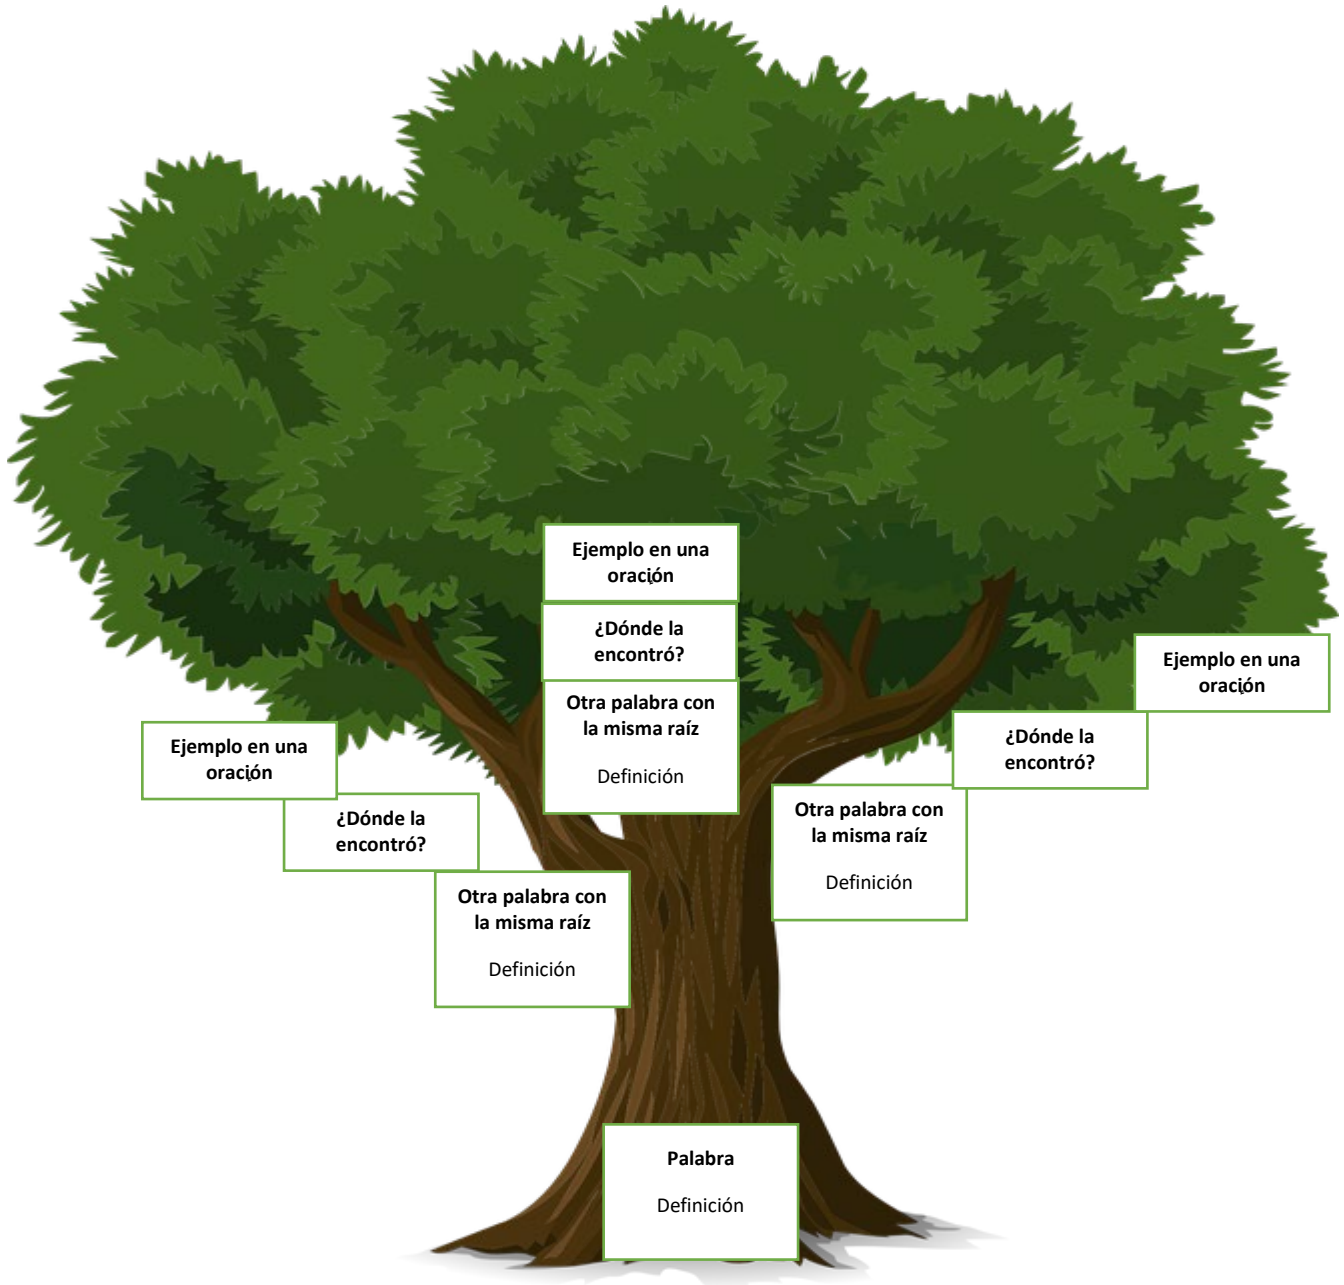 Ejemplo en una
oración
¿Dónde la
encontró?
Otra palabra con
la misma raíz
Definición
Ejemplo en una
oración
¿Dónde la
encontró?
Otra palabra con
la misma raíz
Definición
Ejemplo en una
oración
¿Dónde la
encontró?
Otra palabra con
la misma raíz
Definición
Palabra
Definición